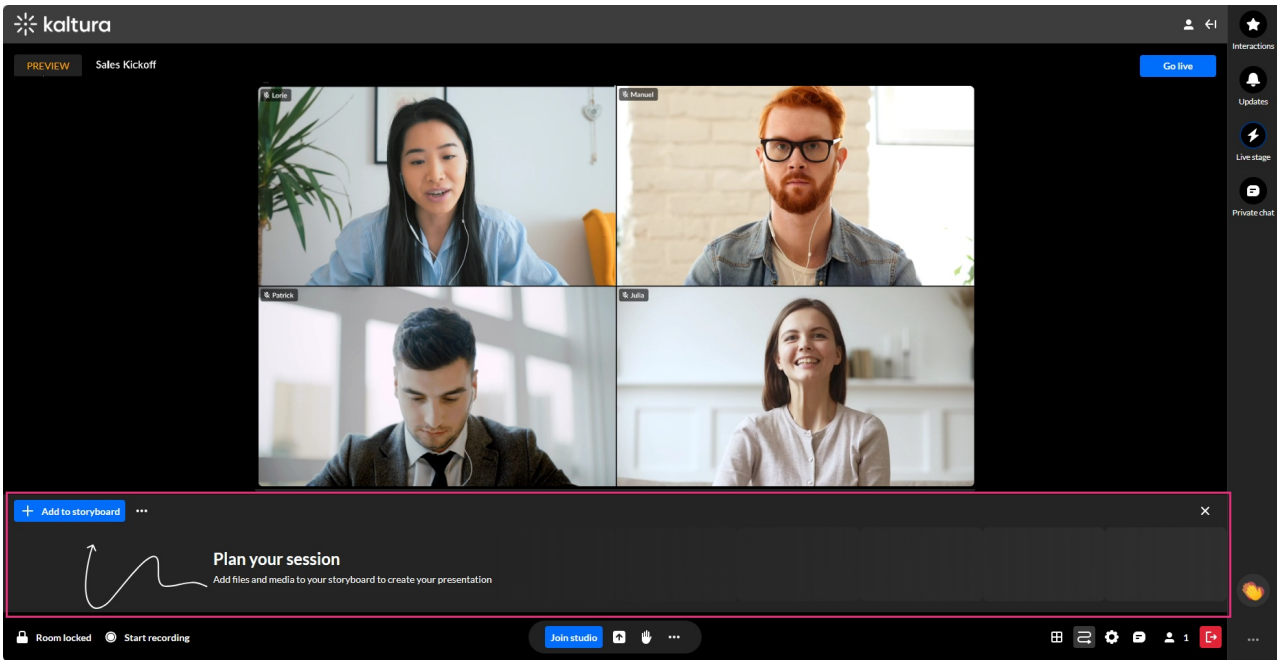 kaltura
Interactions
PREVIEW Sales Kickoff Go live
Lorie Manuel
Updates
Live stage
Private chat
Patrick Julia
+ Add to storyboard
Plan your session
Add files and media to your storyboard to create your presentation
Room locked Start recording Join studio 1